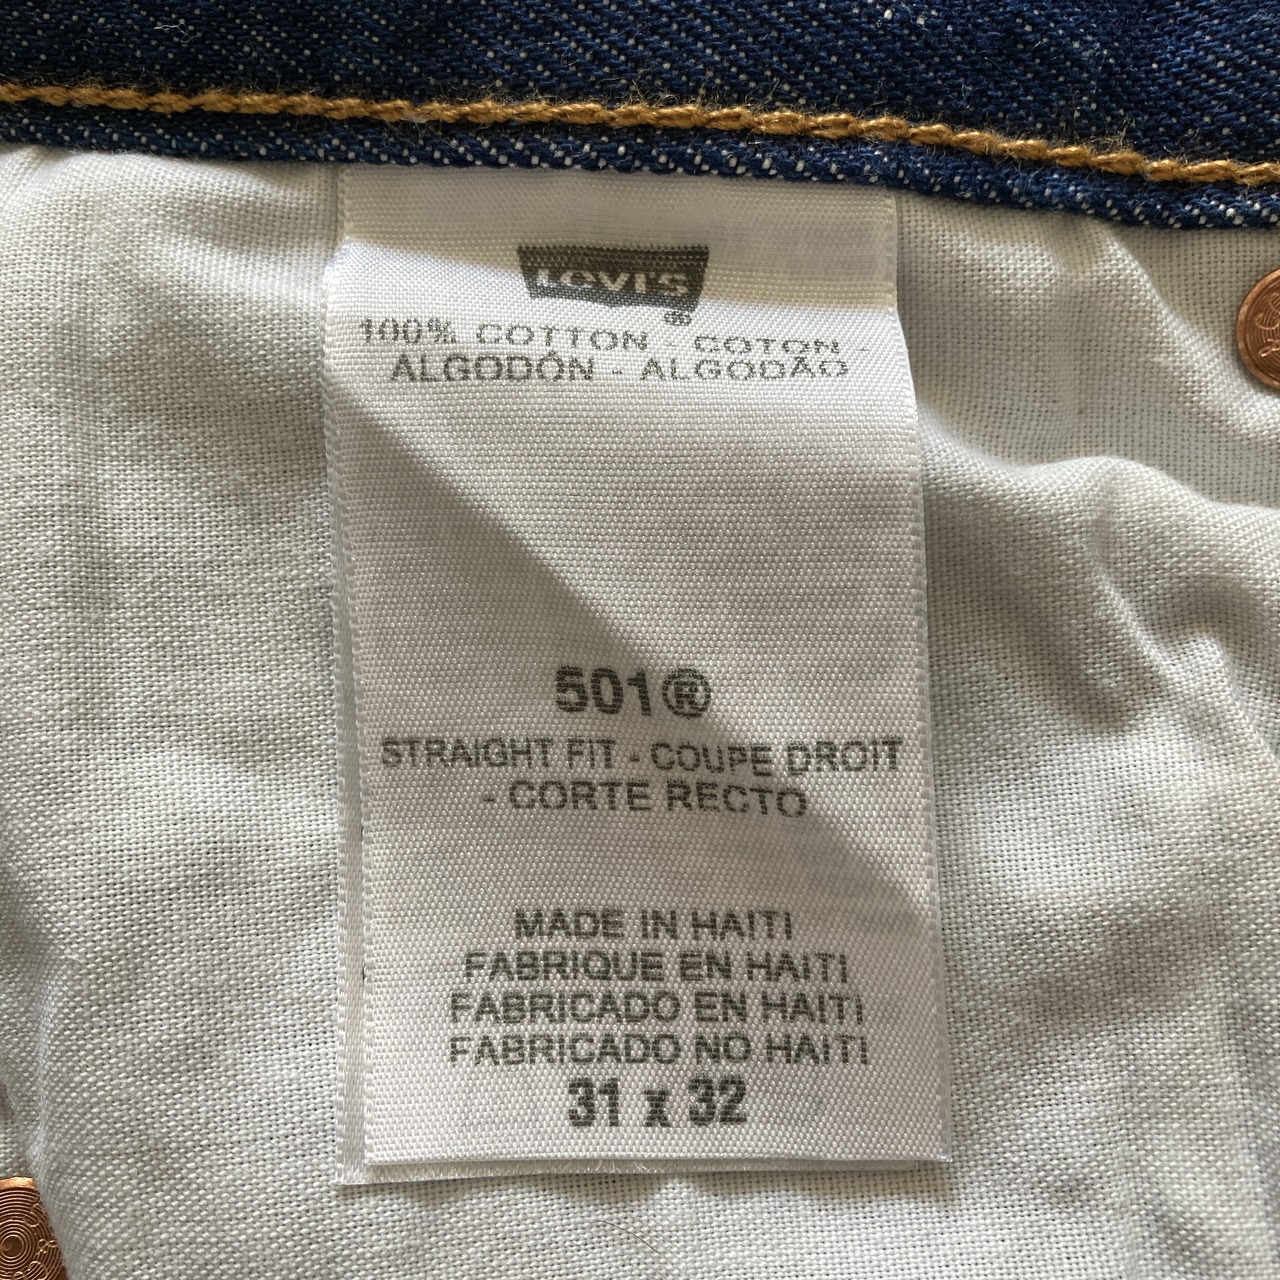 Levi's
®
100% COTTON - COTON -
ALGODÓN - ALGODÃO
501®
STRAIGHT FIT - COUPE DROIT
- CORTE RECTO
MADE IN HAITI
FABRIQUE EN HAITI
FABRICADO EN HAITI
FABRICADO NO HAITI
31 x 32